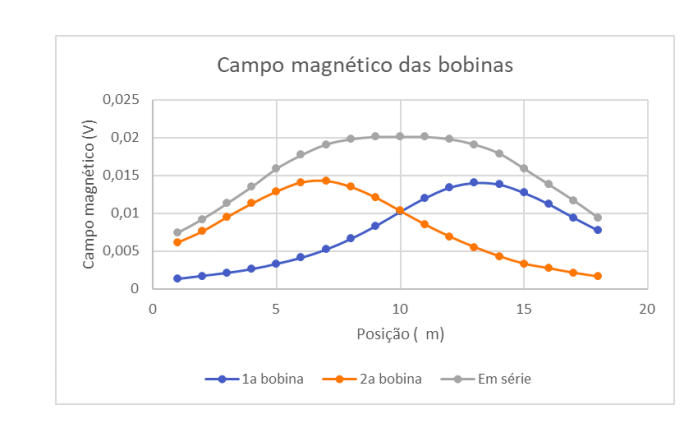 Campo magnético das bobinas
Campo magnético (V)
0,025
0,02
0,015
0,01
0,005
0
0 5 10 15 20
Posição (  m)
1a bobina 2a bobina Em série